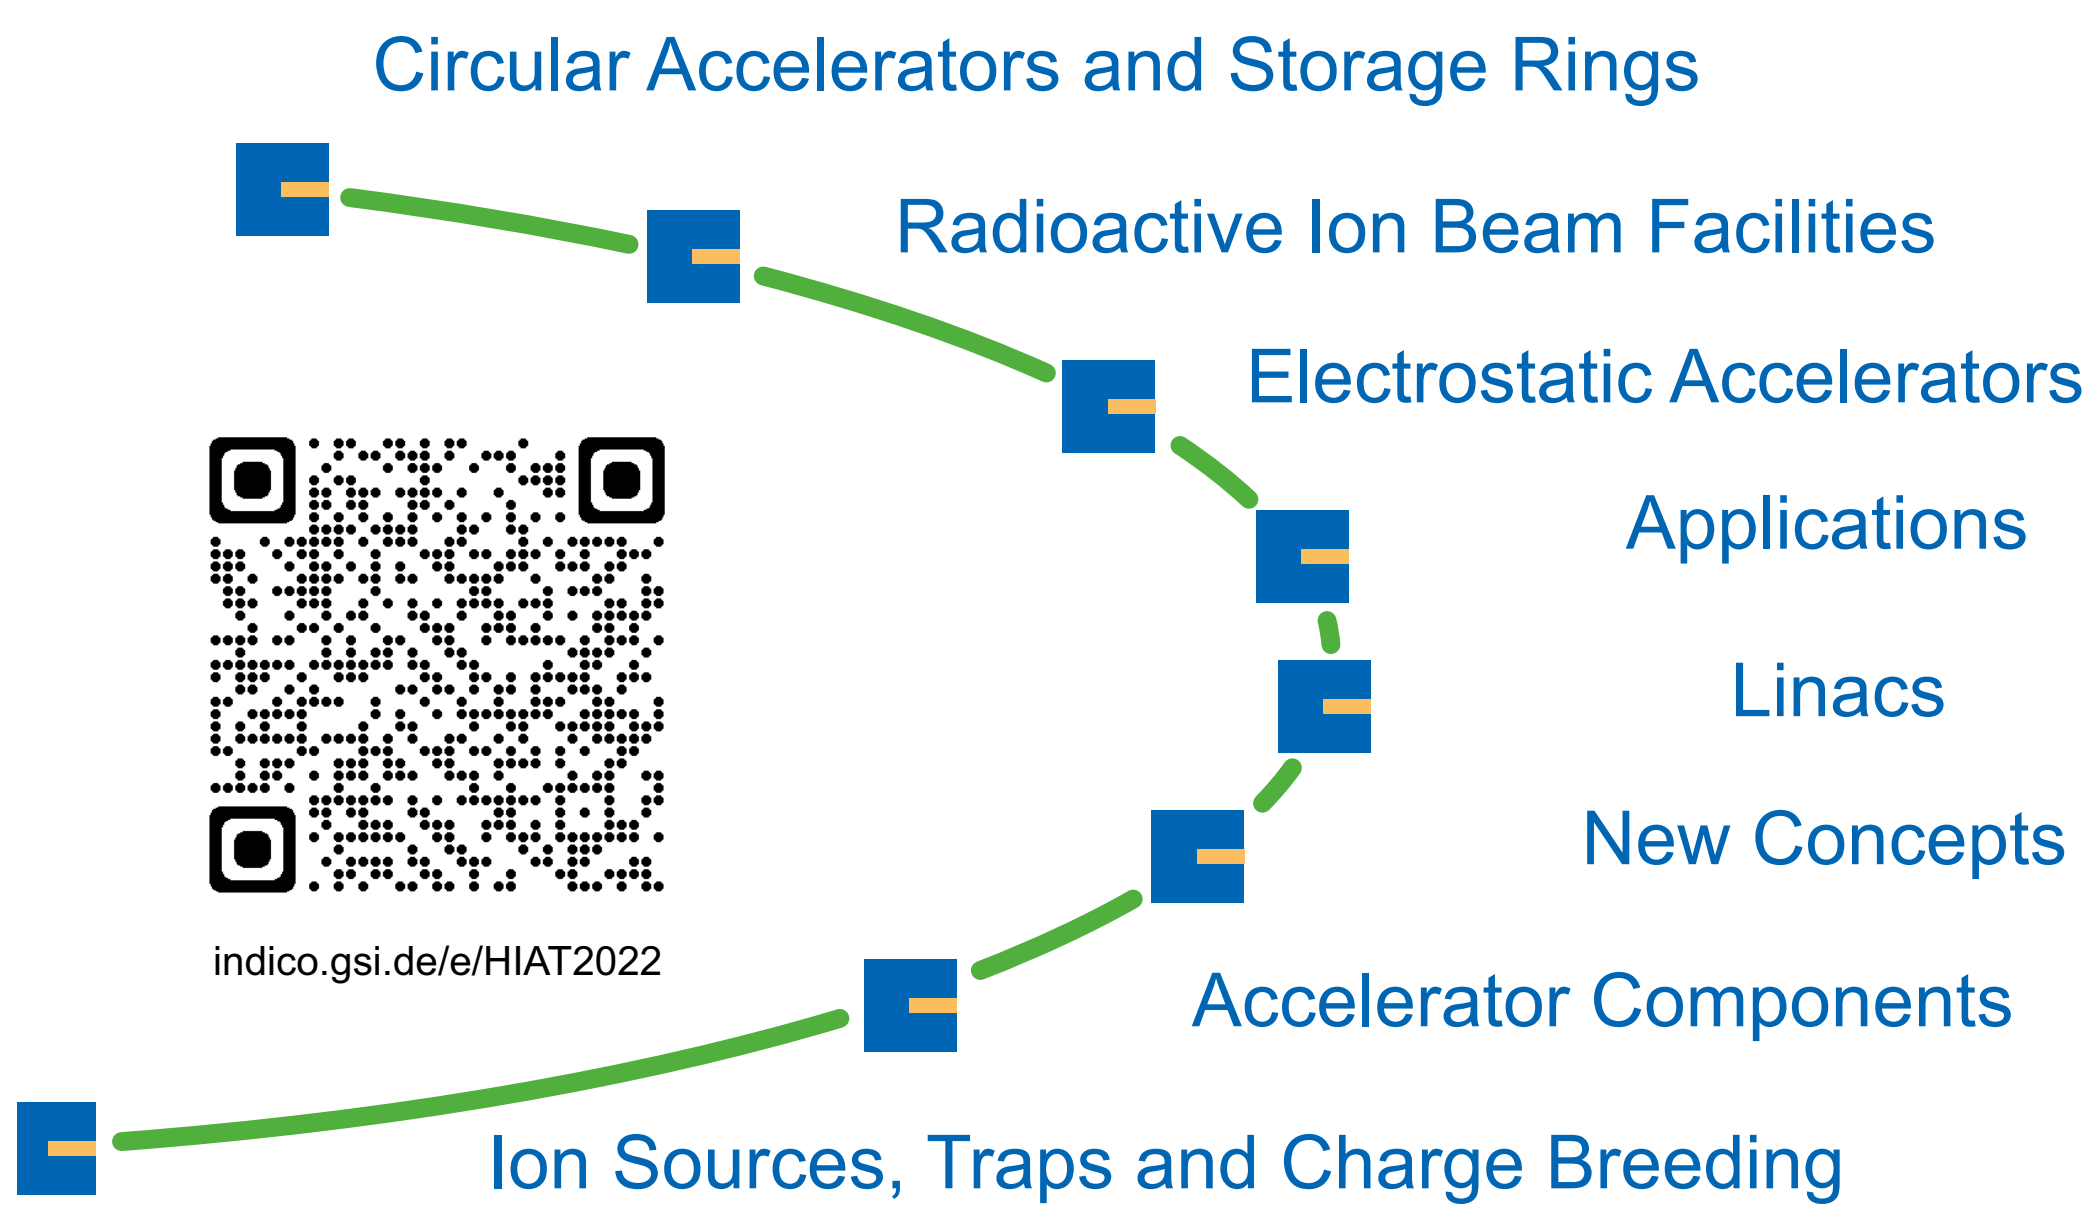 Circular Accelerators and Storage Rings
Radioactive Ion Beam Facilities
Electrostatic Accelerators
Applications
Linacs
New Concepts
indico.gsi.de/e/HIAT2022
Accelerator Components
Ion Sources, Traps and Charge Breeding